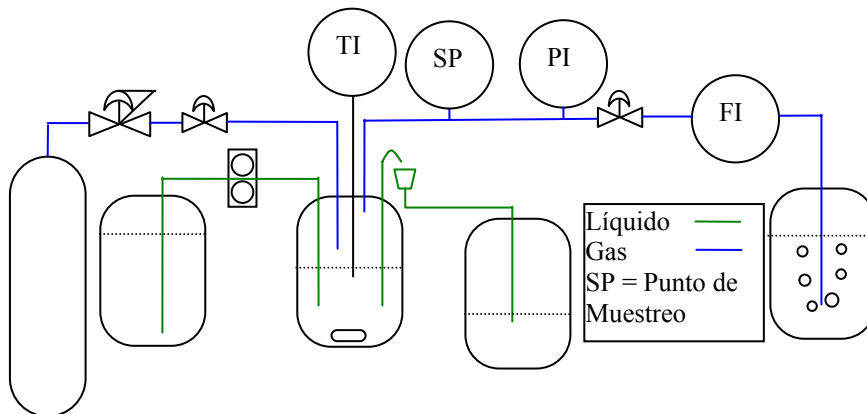 TI
SP
PI
FI
Líquido
Gas
SP = Punto de
Muestreo